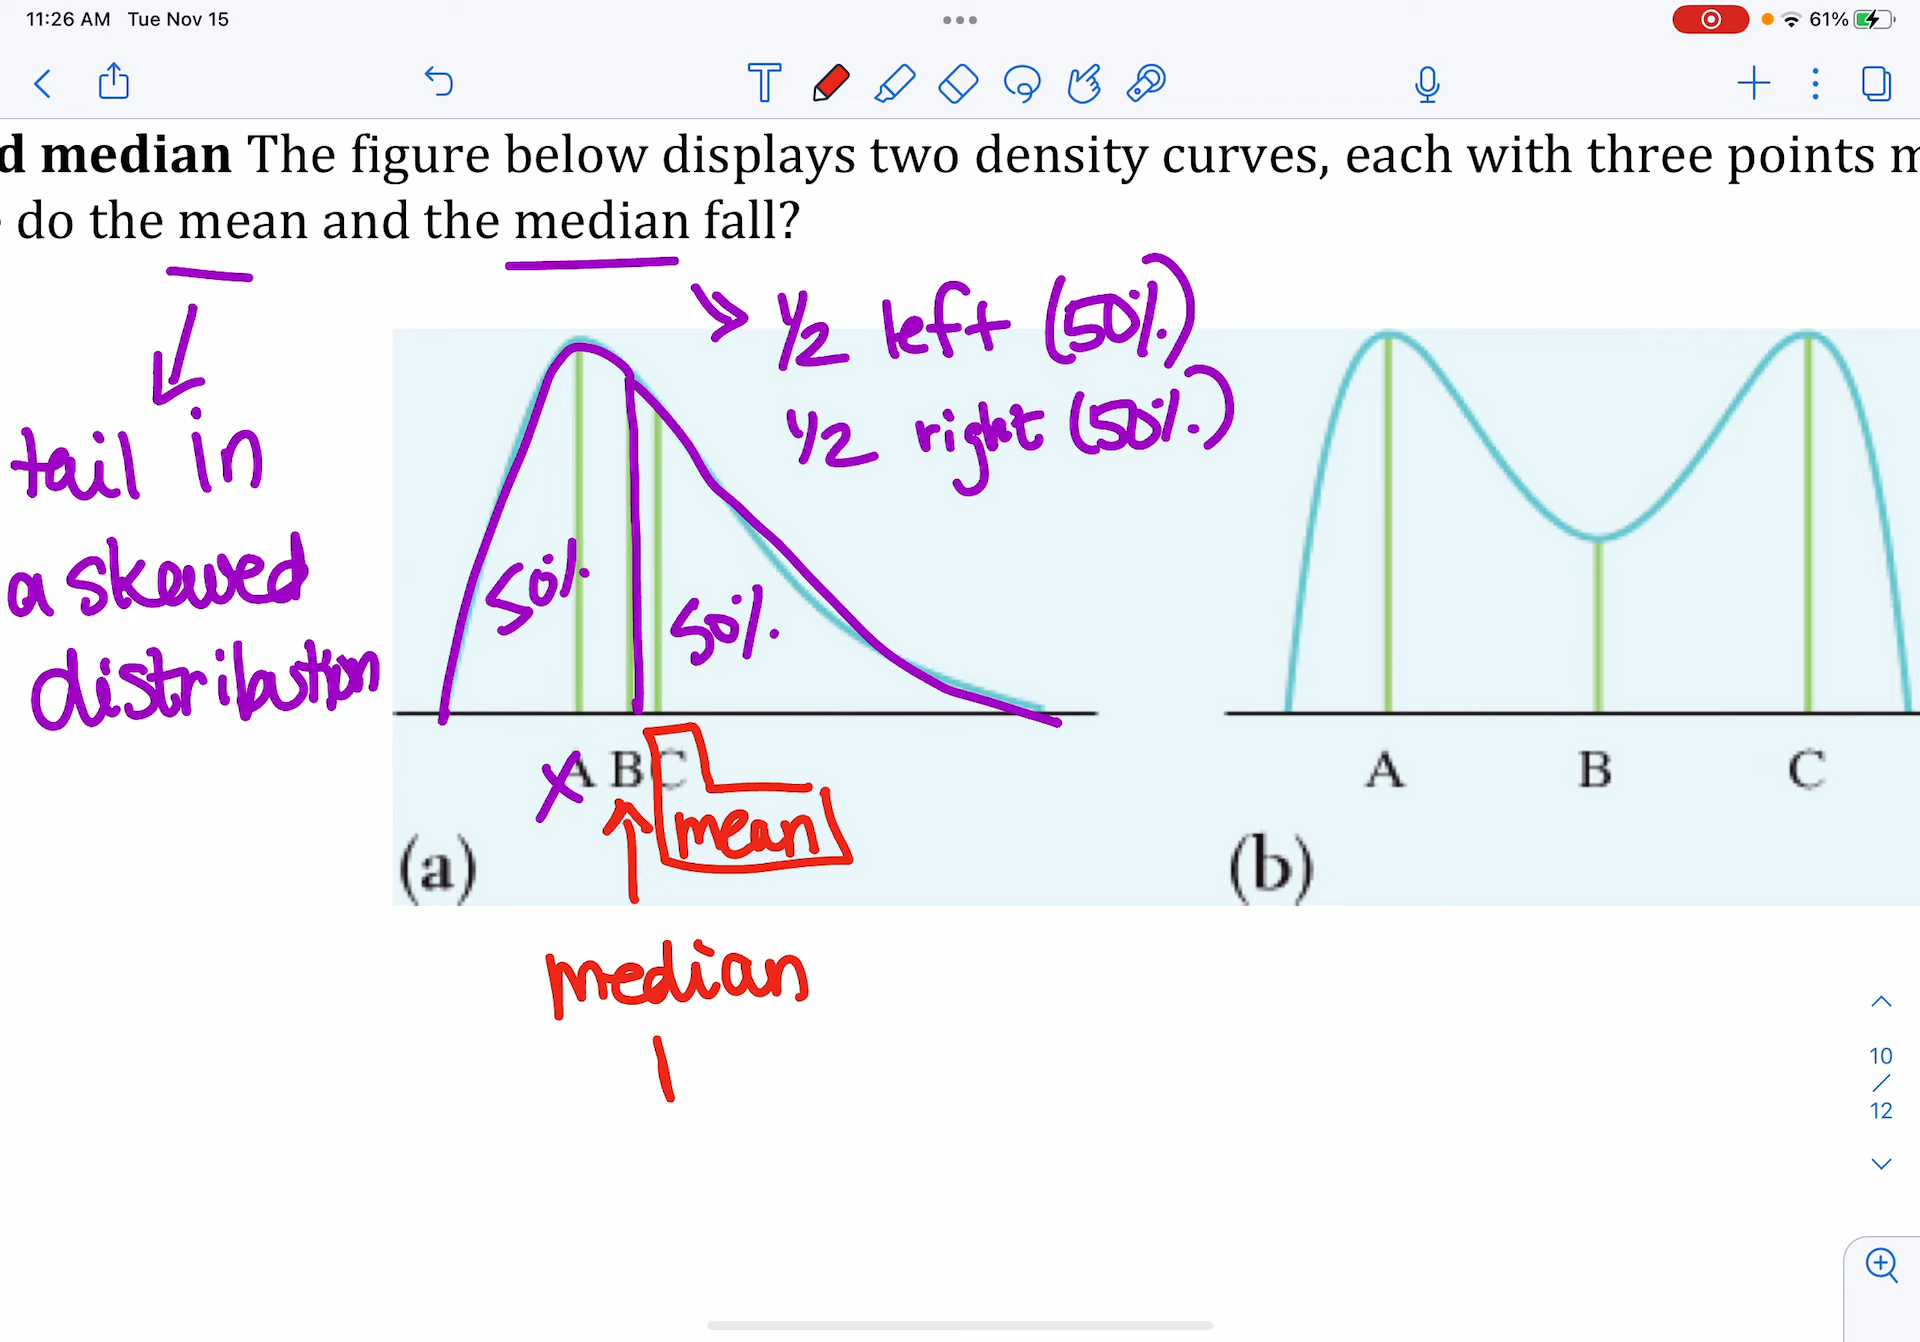 11:26 AM Tue Nov 15
61%
d median The figure below displays two density curves, each with three points
do the mean and the median fall?
1/2 left (50%)
1/2 right (50%)
tail in
a skewed
distribution
50%
50%
A B C
mean
(a)
median
A B C
(b)
10
/
12